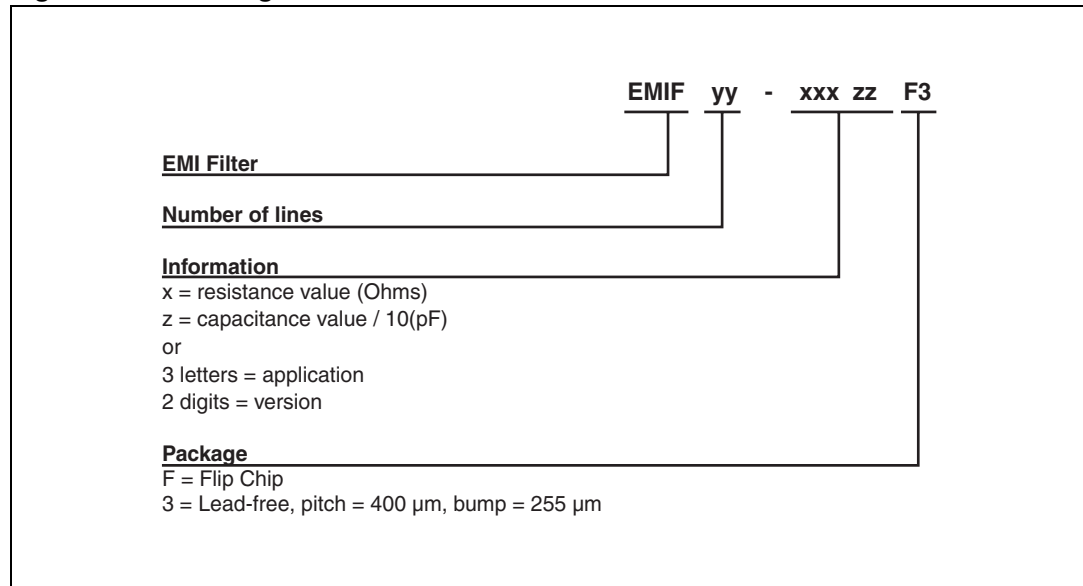 EMIF yy - xxx zz F3
EMI Filter
Number of lines
Information
x = resistance value (Ohms)
z = capacitance value / 10(pF)
or
3 letters = application
2 digits = version
Package
F = Flip Chip
3 = Lead-free, pitch = 400 µm, bump = 255 µm